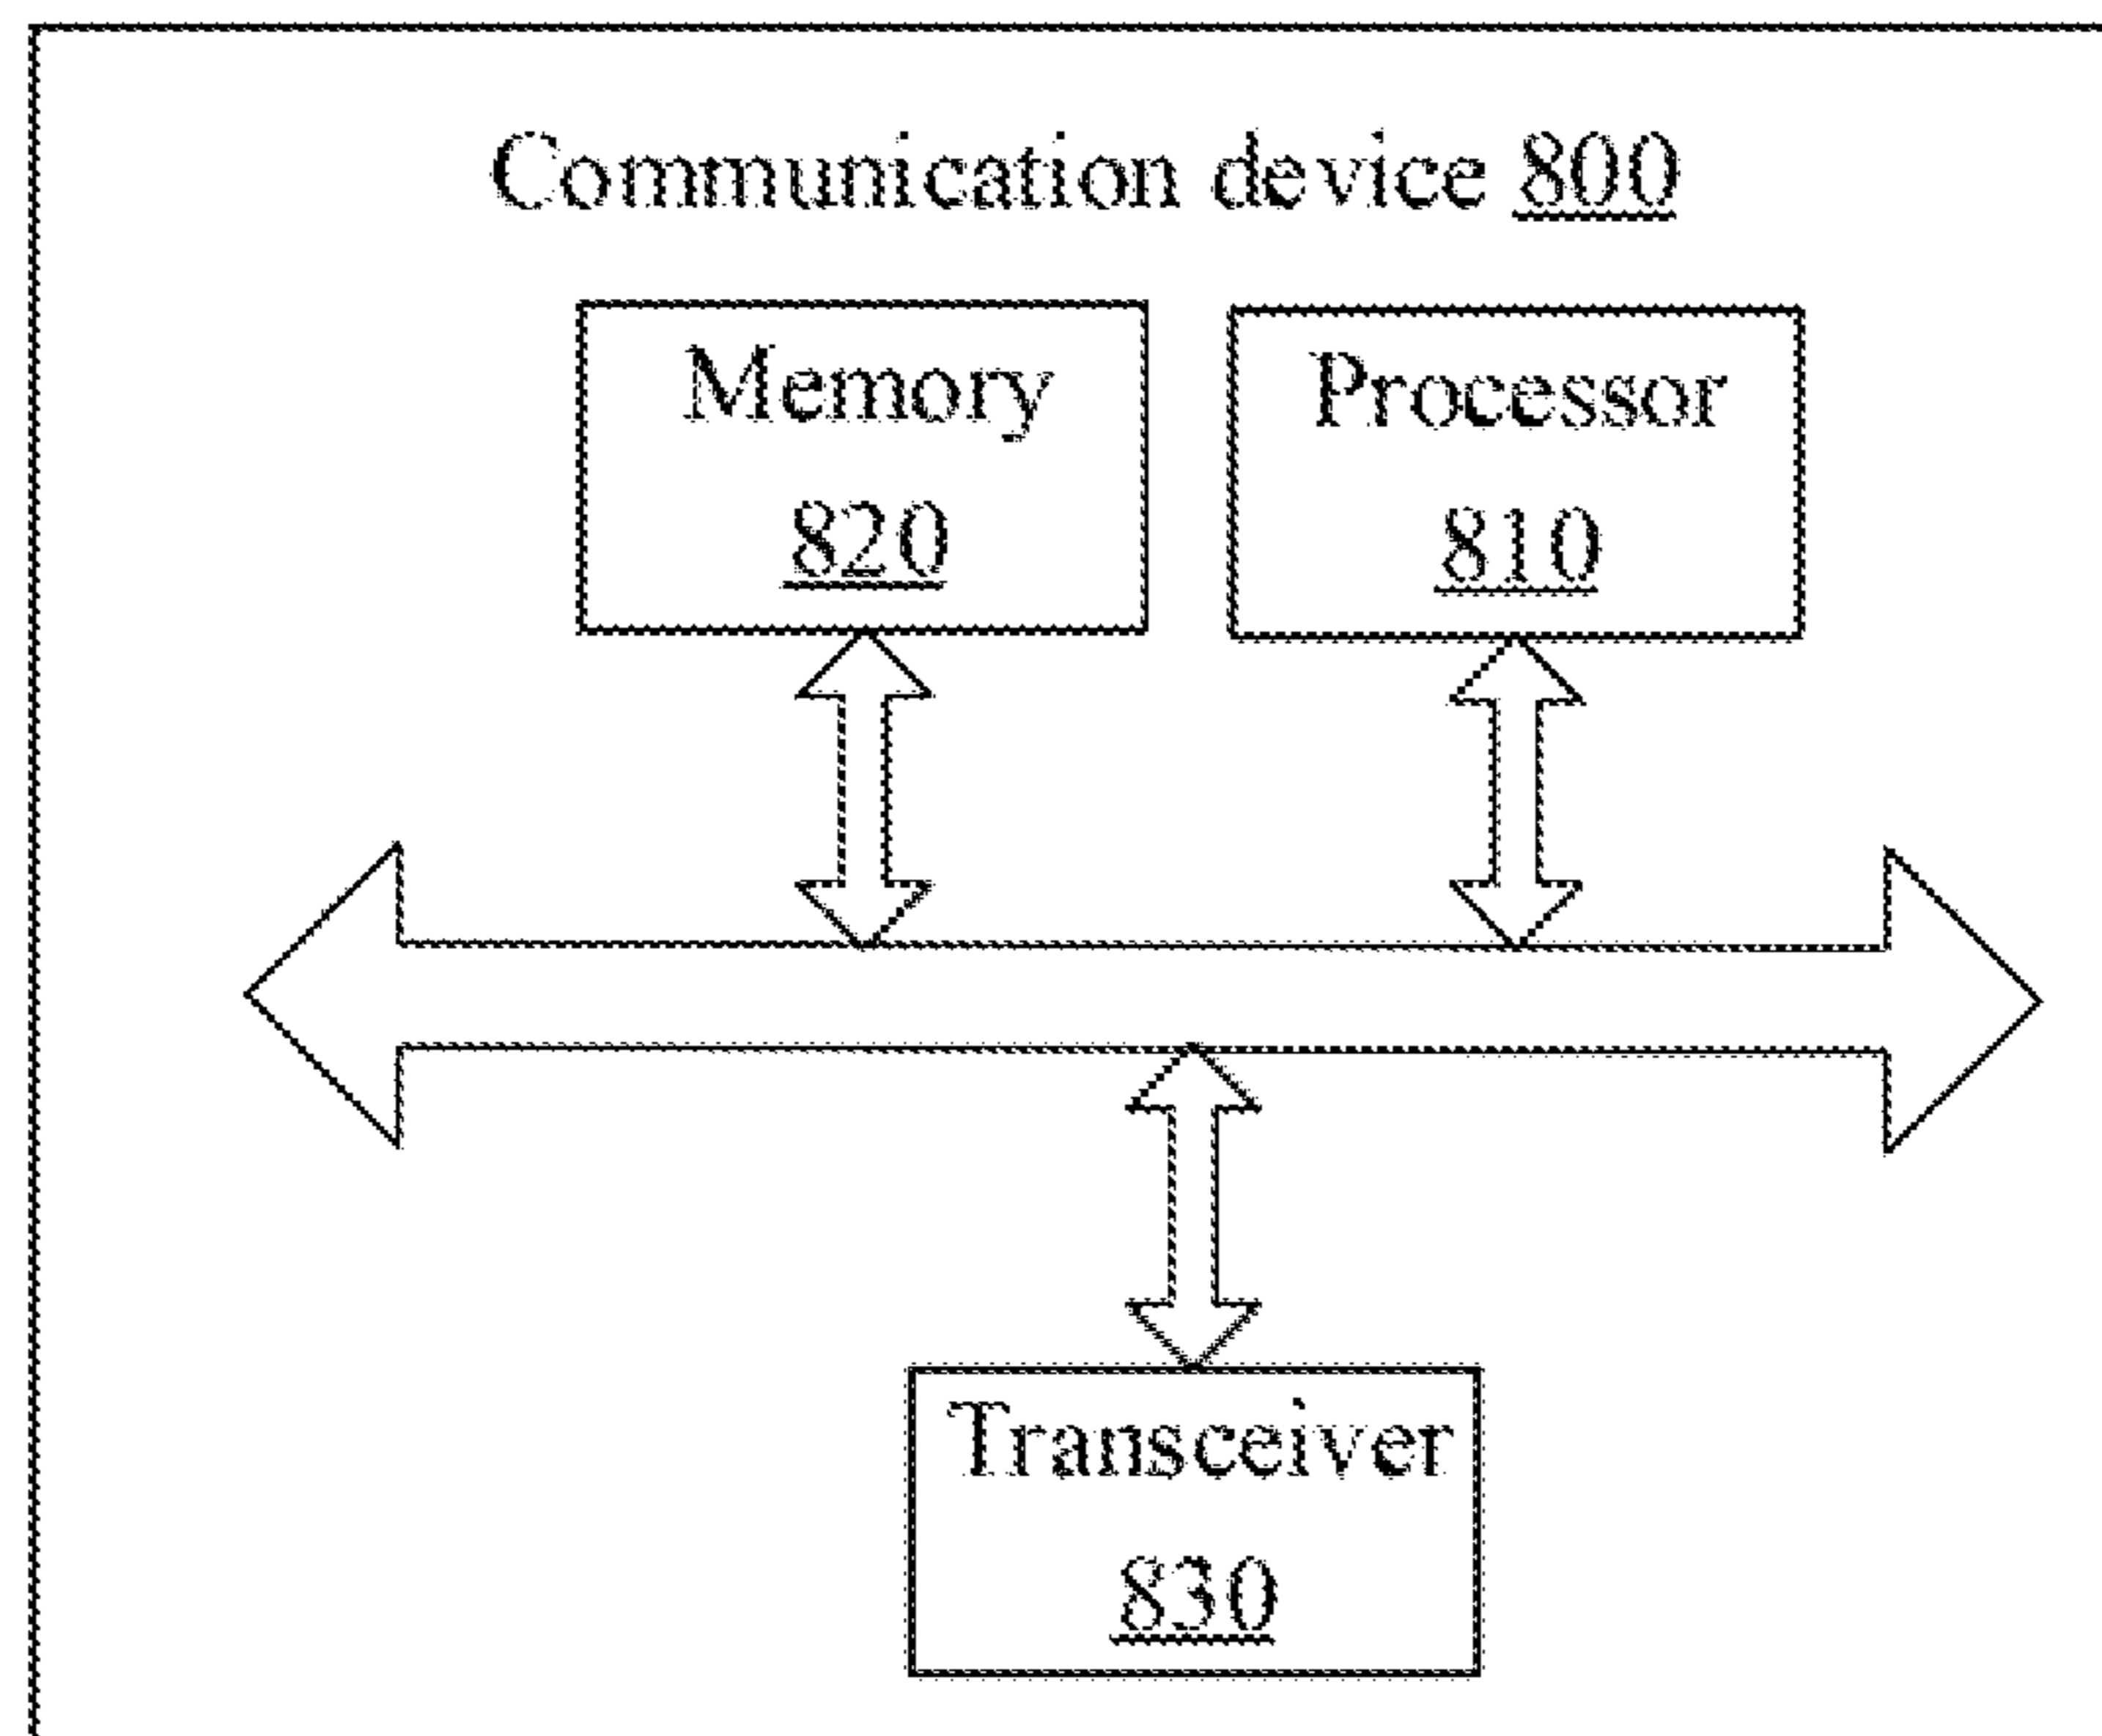 Communication device 800
Memory
820
Processor
810
Transceiver
830